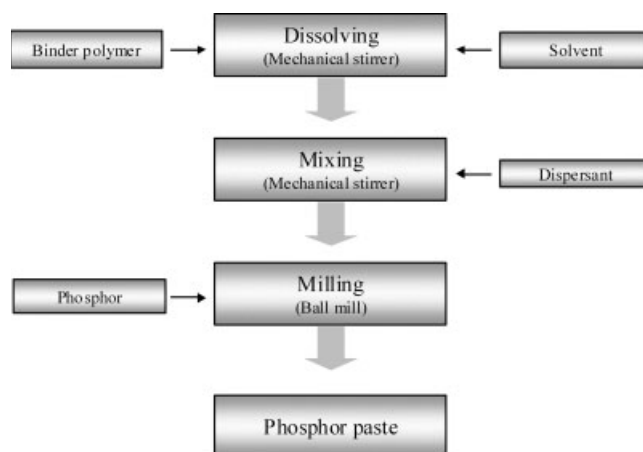 Binder polymer
Dissolving
(Mechanical stirrer)
Solvent
Mixing
(Mechanical stirrer)
Dispersant
Phosphor
Milling
(Ball mill)
Phosphor paste